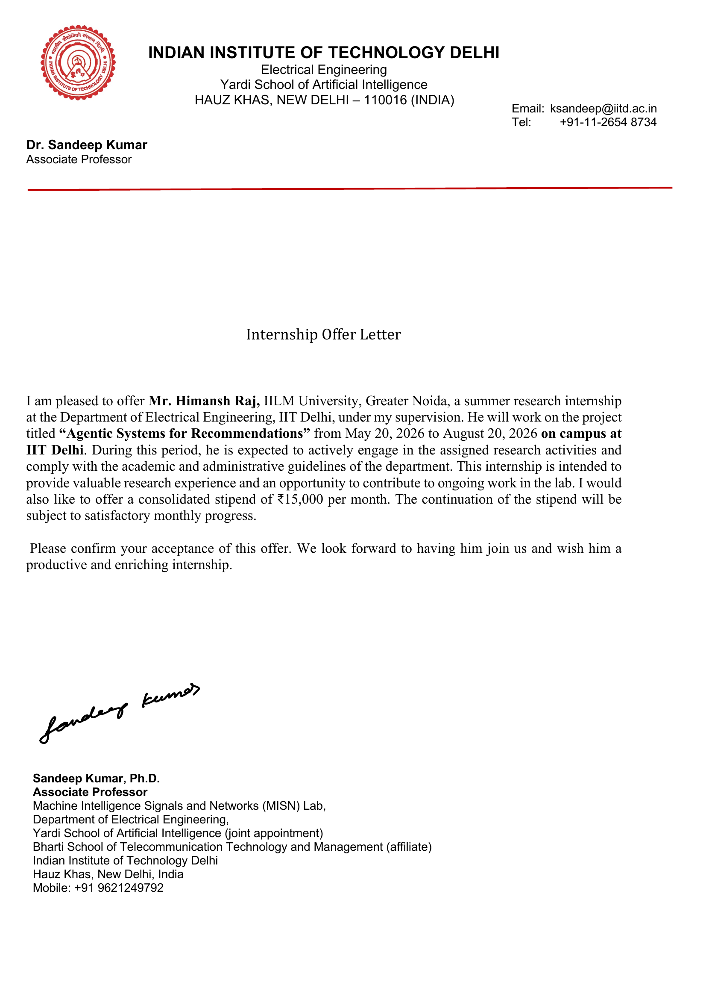 भारतीय प्रौद्योगिकी संस्थान दिल्ली
INDIAN INSTITUTE OF TECHNOLOGY DELHI
INDIAN INSTITUTE OF TECHNOLOGY DELHI
Electrical Engineering
Yardi School of Artificial Intelligence
HAUZ KHAS, NEW DELHI – 110016 (INDIA)
Email: ksandeep@iitd.ac.in
Tel: +91-11-2654 8734
Dr. Sandeep Kumar
Associate Professor
Internship Offer Letter
I am pleased to offer Mr. Himansh Raj, IILM University, Greater Noida, a summer research internship
at the Department of Electrical Engineering, IIT Delhi, under my supervision. He will work on the project
titled “Agentic Systems for Recommendations” from May 20, 2026 to August 20, 2026 on campus at
IIT Delhi. During this period, he is expected to actively engage in the assigned research activities and
comply with the academic and administrative guidelines of the department. This internship is intended to
provide valuable research experience and an opportunity to contribute to ongoing work in the lab. I would
also like to offer a consolidated stipend of ₹15,000 per month. The continuation of the stipend will be
subject to satisfactory monthly progress.
Please confirm your acceptance of this offer. We look forward to having him join us and wish him a
productive and enriching internship.
Sandeep Kumar
Sandeep Kumar, Ph.D.
Associate Professor
Machine Intelligence Signals and Networks (MISN) Lab,
Department of Electrical Engineering,
Yardi School of Artificial Intelligence (joint appointment)
Bharti School of Telecommunication Technology and Management (affiliate)
Indian Institute of Technology Delhi
Hauz Khas, New Delhi, India
Mobile: +91 9621249792